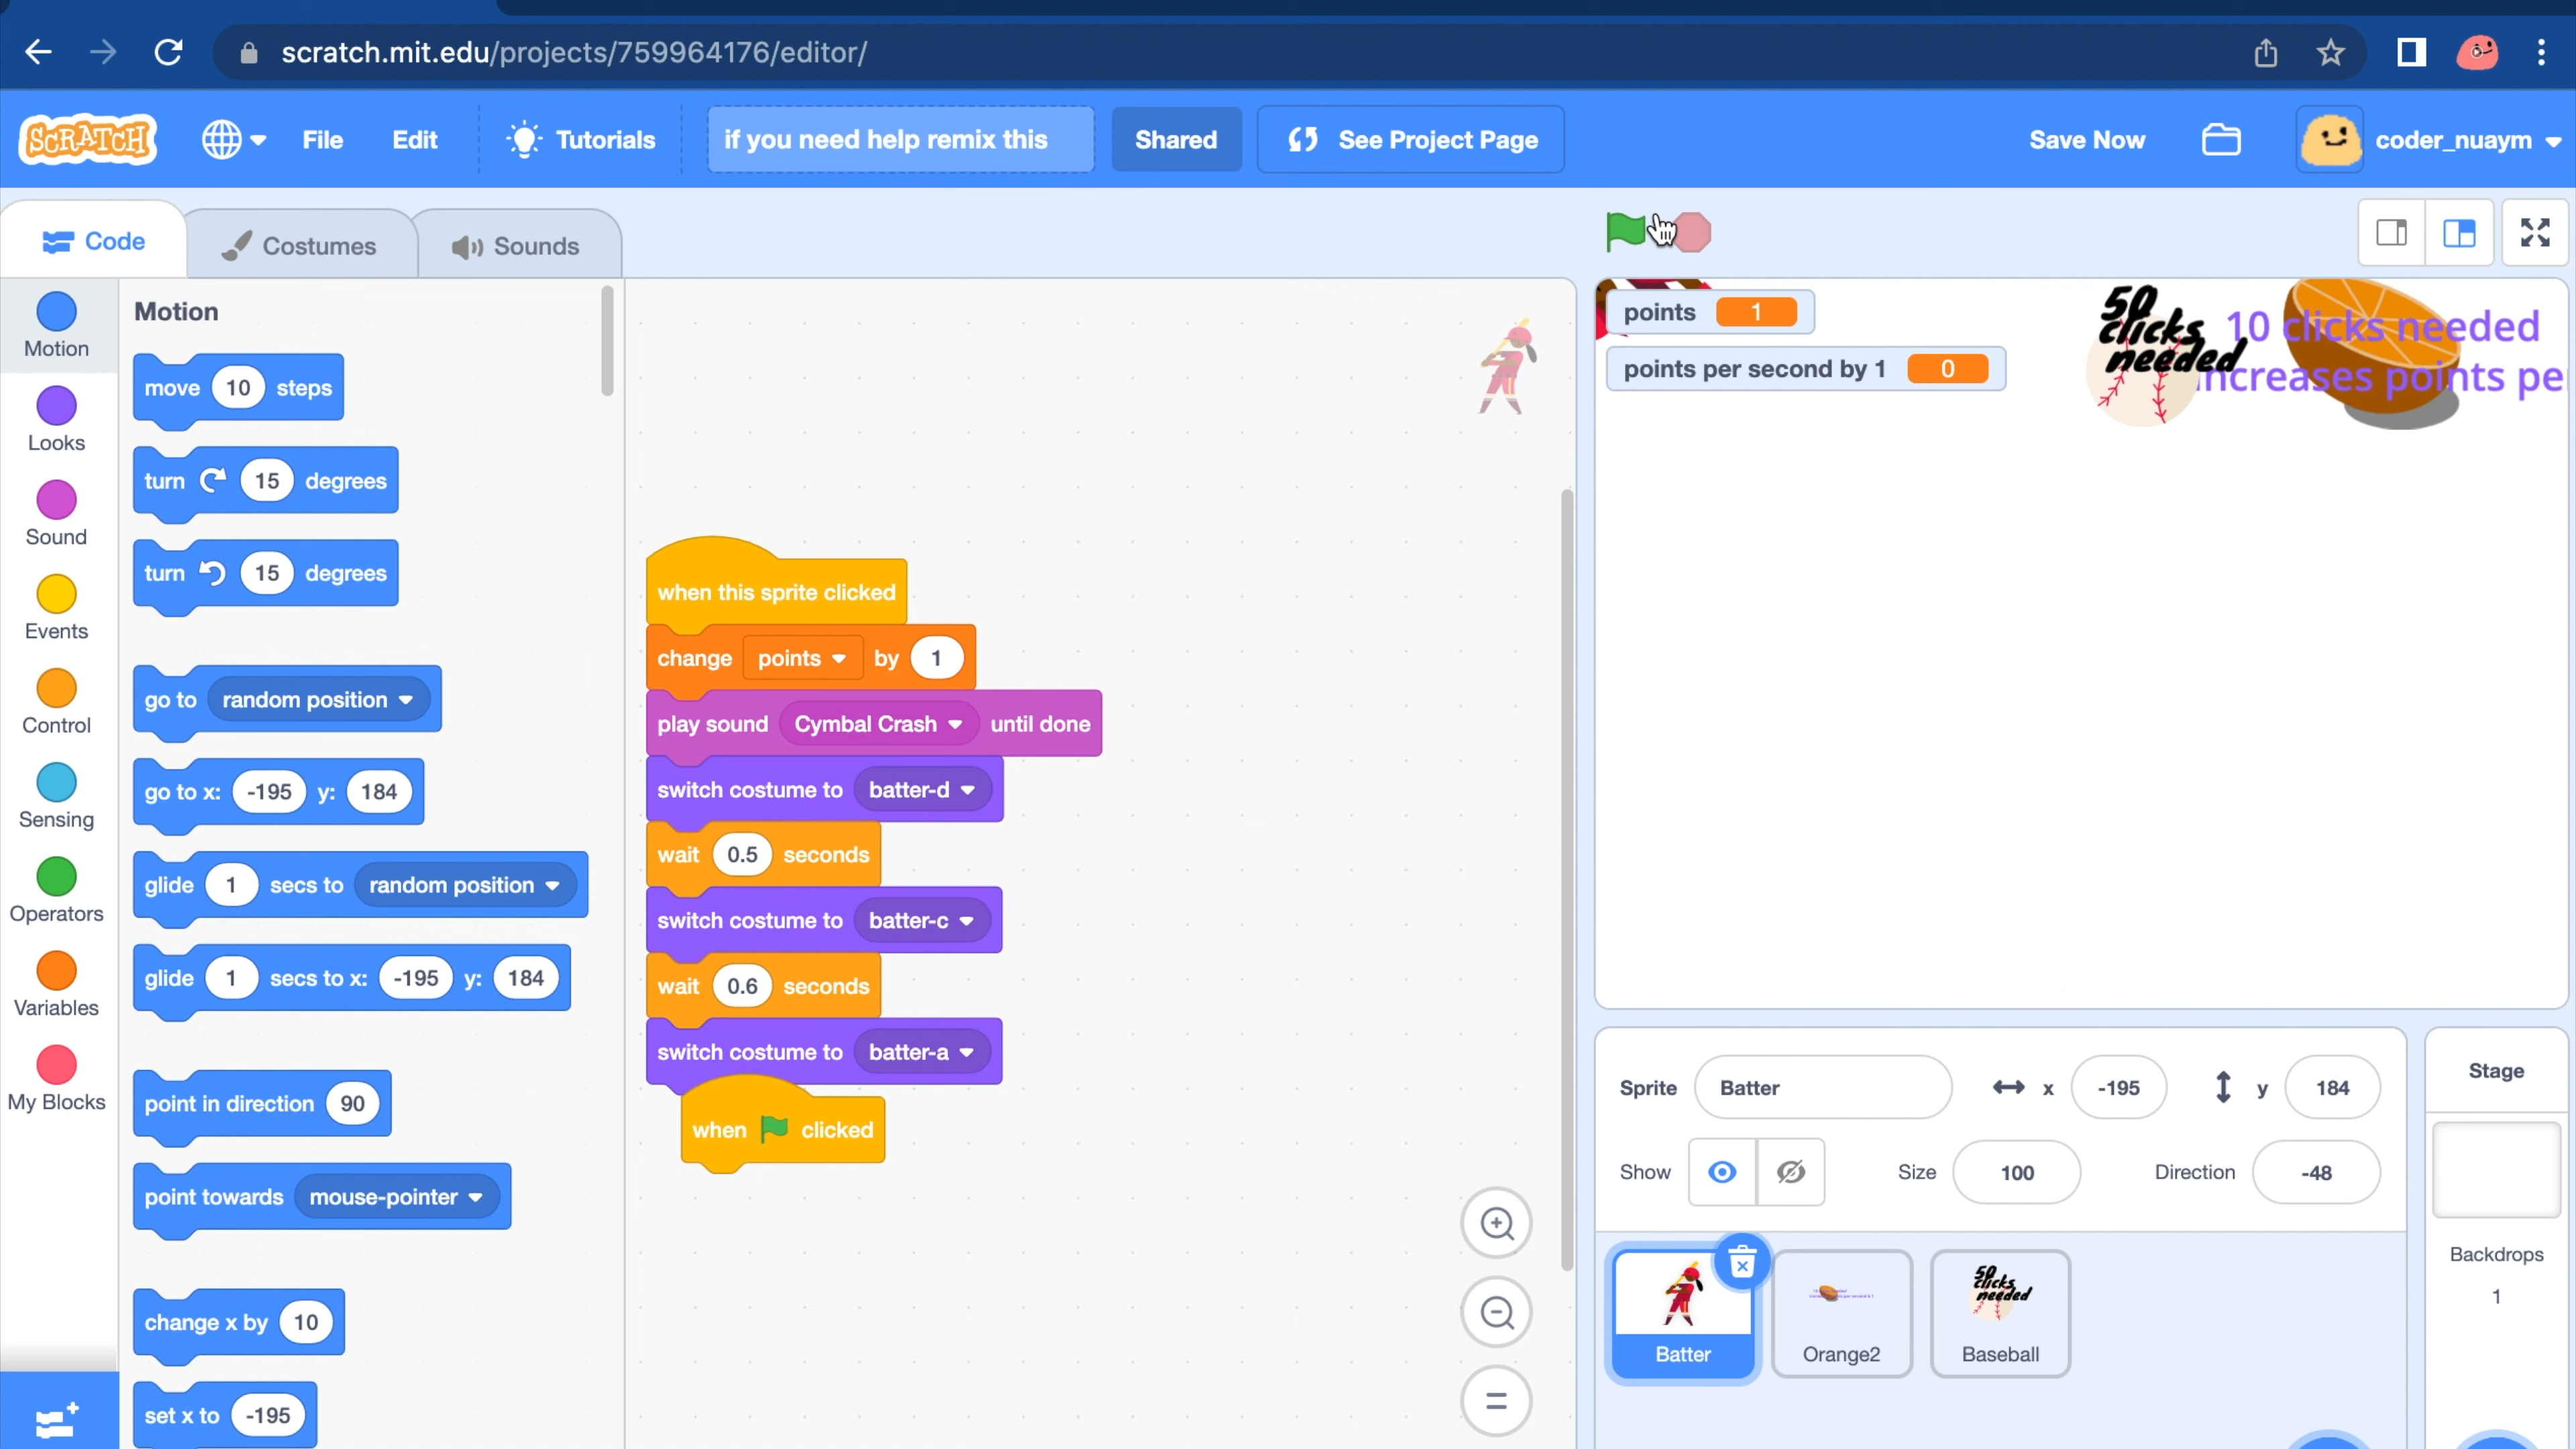 scratch.mit.edu/projects/759964176/editor/
SCRATCH File Edit Tutorials if you need help remix this Shared See Project Page Save Now coder_nuaym
Code Costumes Sounds
Motion
Looks
Sound
Events
Control
Sensing
Operators
Variables
My Blocks
Motion
move 10 steps
turn 15 degrees
turn 15 degrees
go to random position
go to x: -195 y: 184
glide 1 secs to random position
glide 1 secs to x: -195 y: 184
point in direction 90
point towards mouse-pointer
change x by 10
set x to -195
when this sprite clicked
change points by 1
play sound Cymbal Crash until done
switch costume to batter-d
wait 0.5 seconds
switch costume to batter-c
wait 0.6 seconds
switch costume to batter-a
when clicked
points 1
points per second by 1 0
50
clicks
needed
10 clicks needed
increases points per
Sprite Batter x -195 y 184
Show Size 100 Direction -48
Batter
Orange2
50
clicks
needed
Baseball
Stage
Backdrops
1